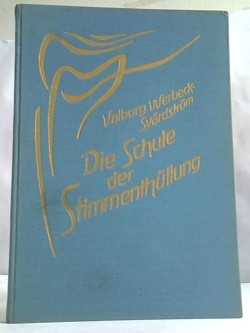 Valborg Werbeck-
Svärdström
Die Schule
der
Stimmenthüllung